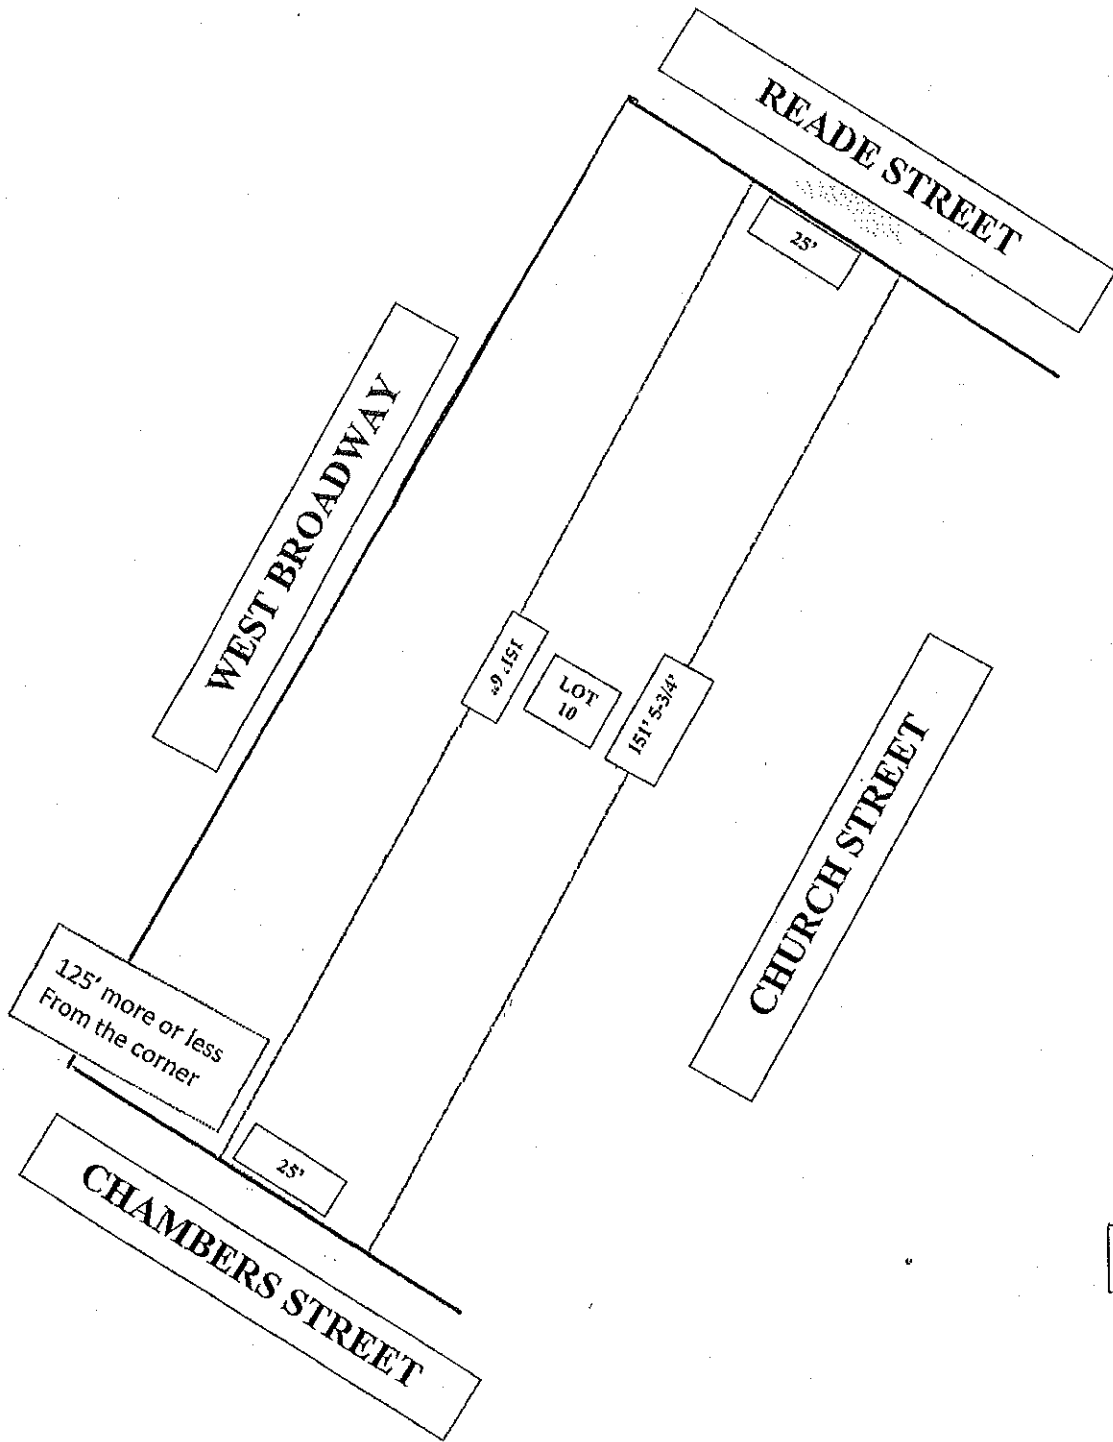 READE STREET
25'
WEST BROADWAY
151' 6"
LOT
10
151' 5-3/4'
CHURCH STREET
125' more or less
From the corner
25'
CHAMBERS STREET